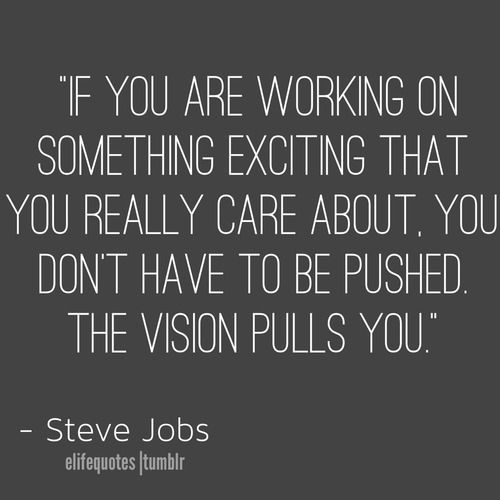 "IF YOU ARE WORKING ON
SOMETHING EXCITING THAT
YOU REALLY CARE ABOUT, YOU
DON'T HAVE TO BE PUSHED.
THE VISION PULLS YOU."
- Steve Jobs
elifequotes |tumblr